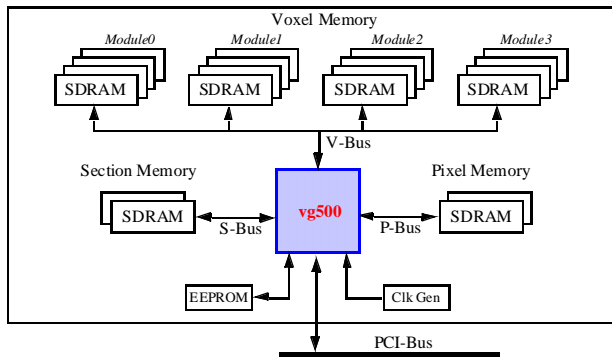 Voxel Memory
Module0 Module1 Module2 Module3
SDRAM SDRAM SDRAM SDRAM
V-Bus
Section Memory Pixel Memory
SDRAM vg500 SDRAM
S-Bus P-Bus
EEPROM Clk Gen
PCI-Bus